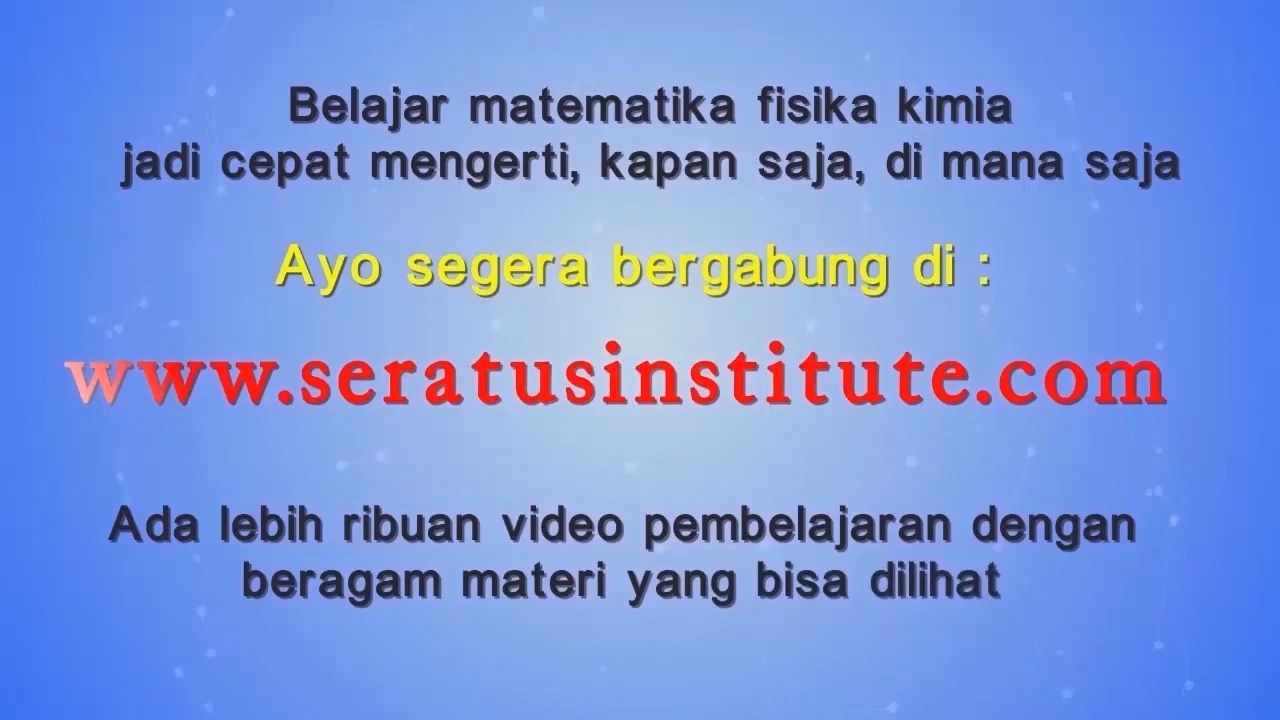 Belajar matematika fisika kimia
jadi cepat mengerti, kapan saja, di mana saja
Ayo segera bergabung di :
www.seratusinstitute.com
Ada lebih ribuan video pembelajaran dengan
beragam materi yang bisa dilihat